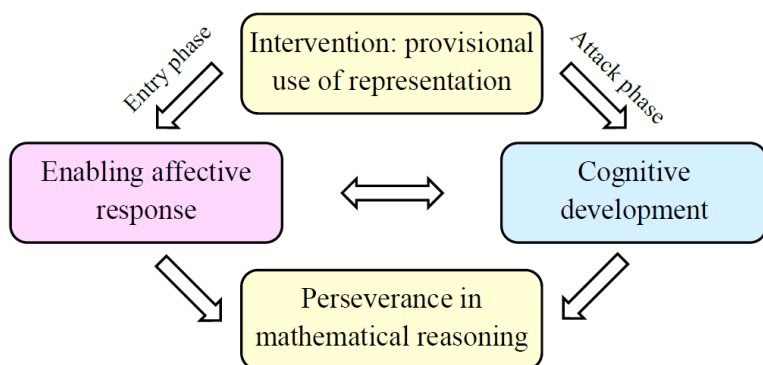 Intervention: provisional
use of representation
Entry phase
Attack phase
Enabling affective
response
Cognitive
development
Perseverance in
mathematical reasoning